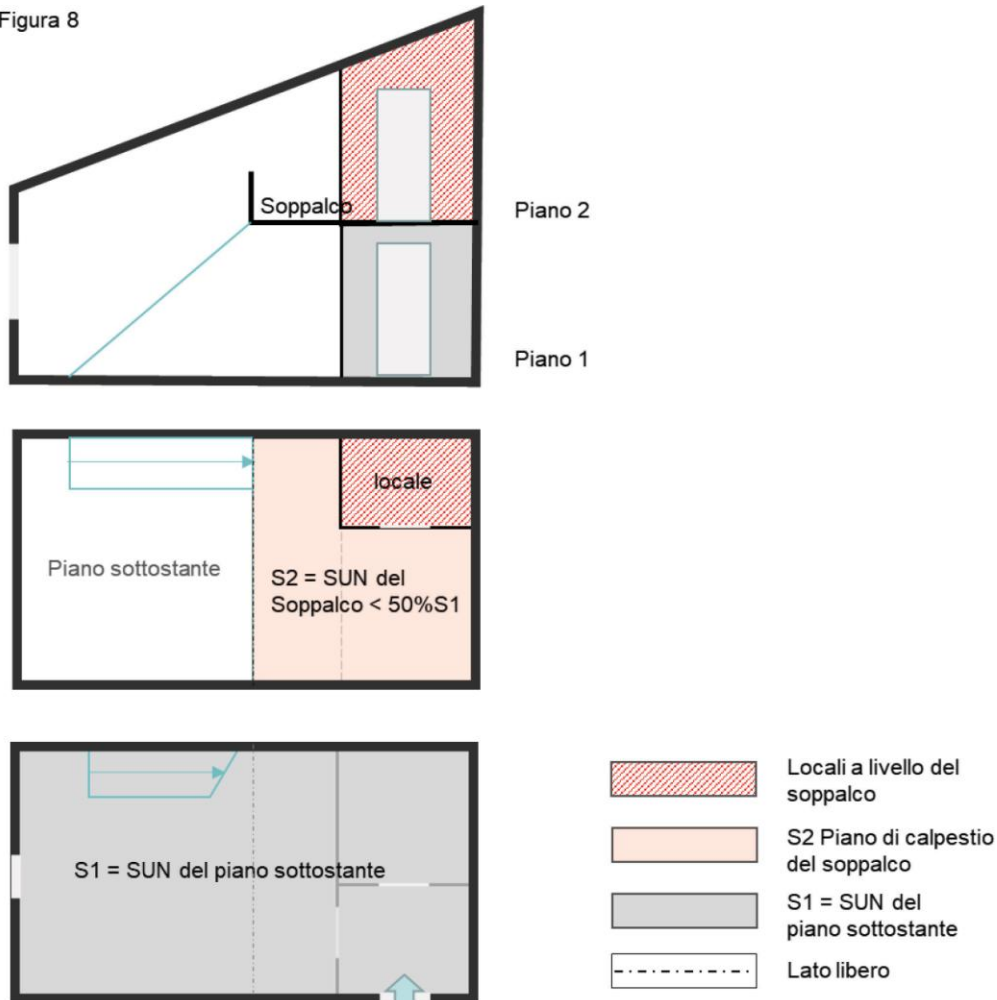 Figura 8
Soppalco
Piano 2
Piano 1
locale
Piano sottostante
S2 = SUN del
Soppalco < 50%S1
S1 = SUN del piano sottostante
Locali a livello del
soppalco
S2 Piano di calpestio
del soppalco
S1 = SUN del
piano sottostante
Lato libero